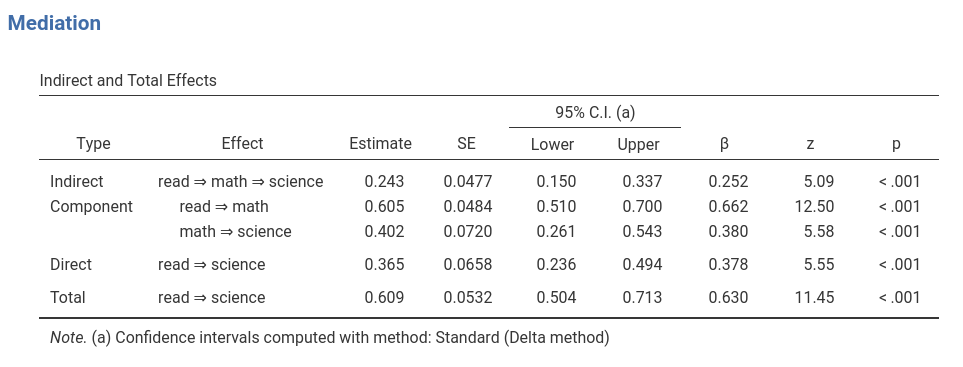 Mediation
Indirect and Total Effects
95% C.I. (a)
Type Effect Estimate SE Lower Upper β z p
Indirect read ⇒ math ⇒ science 0.243 0.0477 0.150 0.337 0.252 5.09 < .001
Component read ⇒ math 0.605 0.0484 0.510 0.700 0.662 12.50 < .001
math ⇒ science 0.402 0.0720 0.261 0.543 0.380 5.58 < .001
Direct read ⇒ science 0.365 0.0658 0.236 0.494 0.378 5.55 < .001
Total read ⇒ science 0.609 0.0532 0.504 0.713 0.630 11.45 < .001
Note. (a) Confidence intervals computed with method: Standard (Delta method)